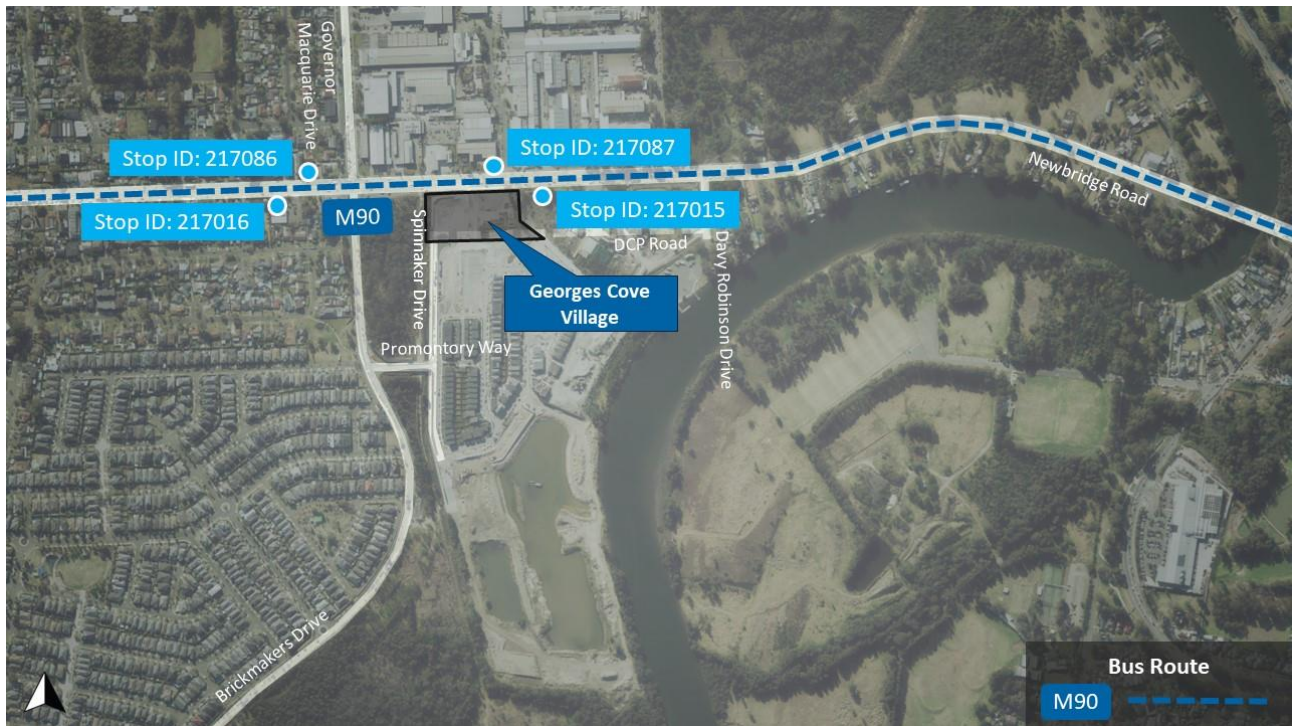 Governor
Macquarie Drive
Stop ID: 217086
Stop ID: 217087
Stop ID: 217016
M90
Stop ID: 217015
Newbridge Road
Spinnaker Drive
DCP Road
Davy Robinson Drive
Georges Cove
Village
Promontory Way
Brickmakers Drive
Bus Route
M90